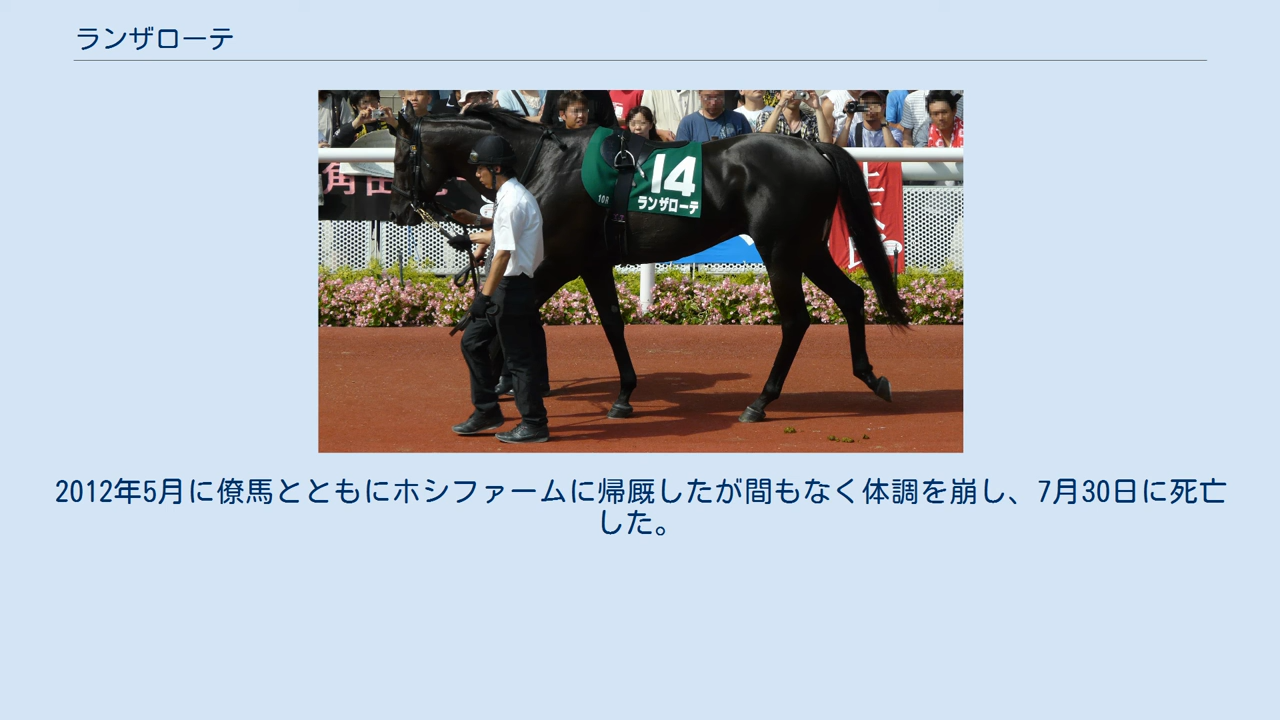 ランザローテ
角田
14
10R
ランザローテ
2012年5月に僚馬とともにホシファームに帰厩したが間もなく体調を崩し、7月30日に死亡
した。